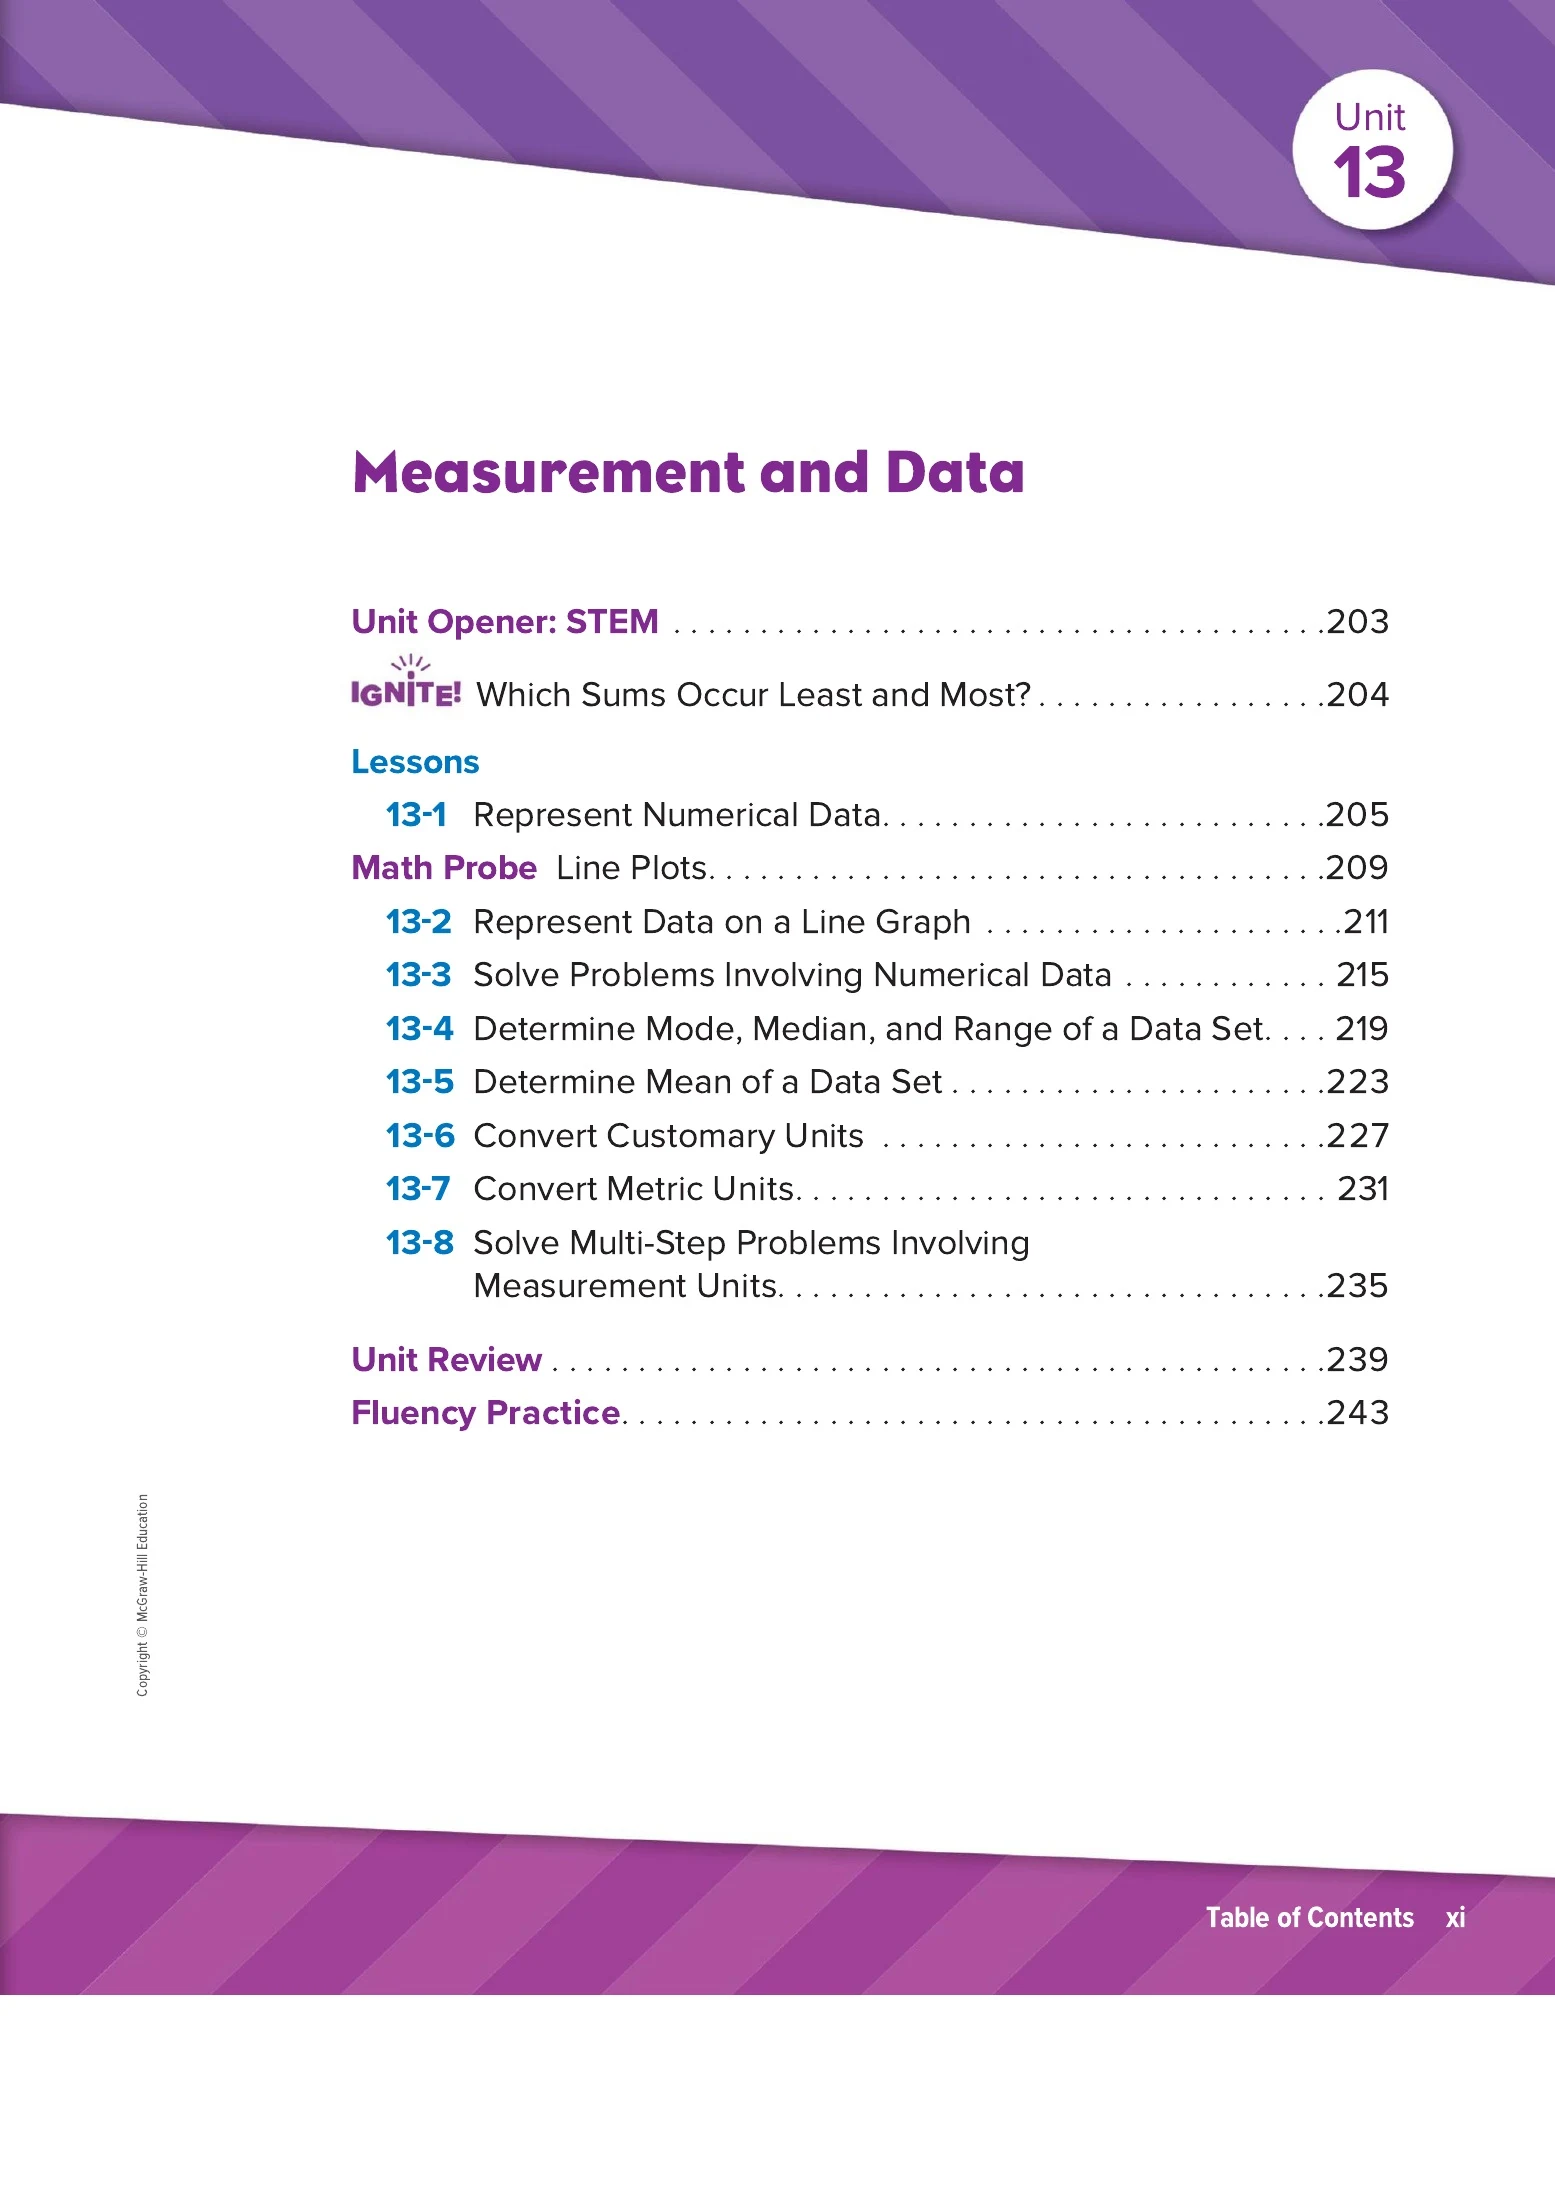 Unit
13
Measurement and Data
Unit Opener: STEM . . . . . . . . . . . . . . . . . . . . . . . . . . . . . . . . . . . . . .203
IGNITE! Which Sums Occur Least and Most? . . . . . . . . . . . . . . . . .204
Lessons
13-1 Represent Numerical Data. . . . . . . . . . . . . . . . . . . . . . . . . .205
Math Probe Line Plots. . . . . . . . . . . . . . . . . . . . . . . . . . . . . . . . . . . .209
13-2 Represent Data on a Line Graph . . . . . . . . . . . . . . . . . . . . .211
13-3 Solve Problems Involving Numerical Data . . . . . . . . . . . . 215
13-4 Determine Mode, Median, and Range of a Data Set. . . . 219
13-5 Determine Mean of a Data Set . . . . . . . . . . . . . . . . . . . . . .223
13-6 Convert Customary Units . . . . . . . . . . . . . . . . . . . . . . . . . .227
13-7 Convert Metric Units. . . . . . . . . . . . . . . . . . . . . . . . . . . . . . . 231
13-8 Solve Multi-Step Problems Involving
Measurement Units. . . . . . . . . . . . . . . . . . . . . . . . . . . . . . . .235
Unit Review . . . . . . . . . . . . . . . . . . . . . . . . . . . . . . . . . . . . . . . . . . . . .239
Fluency Practice. . . . . . . . . . . . . . . . . . . . . . . . . . . . . . . . . . . . . . . . .243
Copyright © McGraw-Hill Education
Table of Contents xi